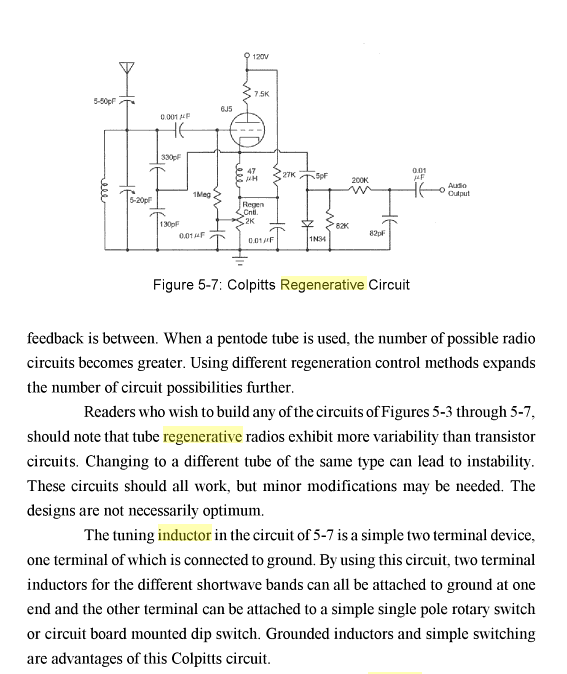 120V
7.5K
5-50pF
6J5
0.001 µF
330pF
47
µH
27K
5pF
200K
0.01
µF
Audio
Output
5-20pF
1Meg
Regen
Cntl.
2K
130pF
0.01 µF
0.01 µF
1N34
82K
82pF
Figure 5-7: Colpitts Regenerative Circuit
feedback is between. When a pentode tube is used, the number of possible radio
circuits becomes greater. Using different regeneration control methods expands
the number of circuit possibilities further.
Readers who wish to build any of the circuits of Figures 5-3 through 5-7,
should note that tube regenerative radios exhibit more variability than transistor
circuits. Changing to a different tube of the same type can lead to instability.
These circuits should all work, but minor modifications may be needed. The
designs are not necessarily optimum.
The tuning inductor in the circuit of 5-7 is a simple two terminal device,
one terminal of which is connected to ground. By using this circuit, two terminal
inductors for the different shortwave bands can all be attached to ground at one
end and the other terminal can be attached to a simple single pole rotary switch
or circuit board mounted dip switch. Grounded inductors and simple switching
are advantages of this Colpitts circuit.